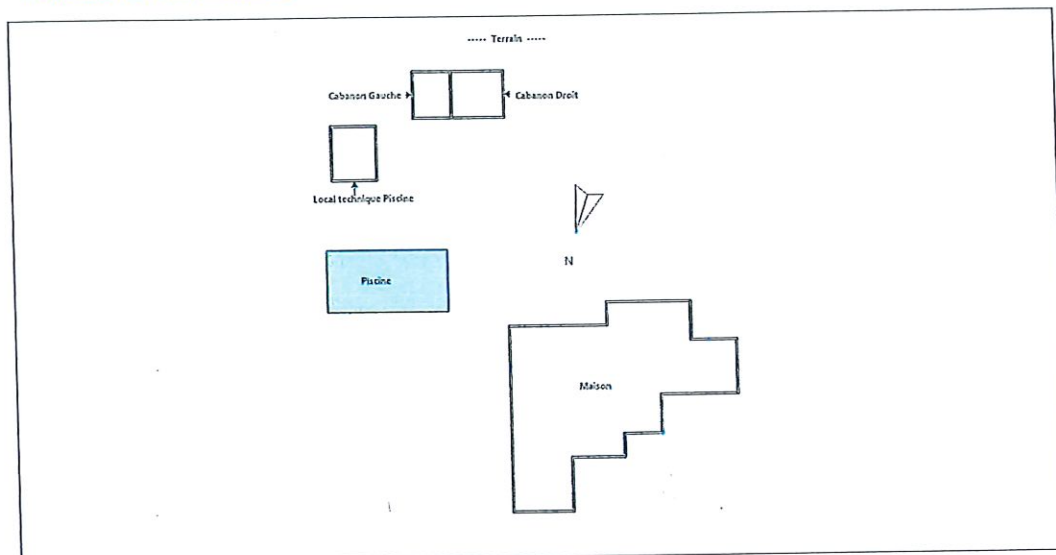 ----- Terrain -----
Cabanon Gauche
Cabanon Droit
Local technique Piscine
N
Piscine
Maison